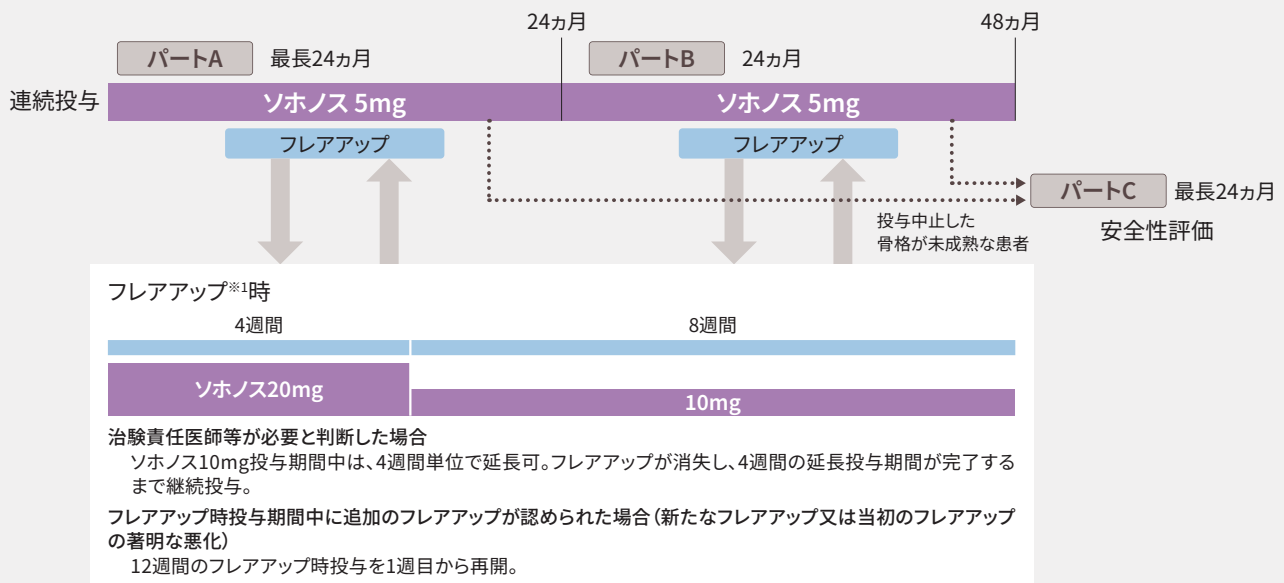 24ヵ月
48ヵ月
パートA 最長24ヵ月
パートB 24ヵ月
連続投与
ソホノス 5mg
ソホノス 5mg
フレアアップ
フレアアップ
パートC 最長24ヵ月
投与中止した
骨格が未成熟な患者
安全性評価
フレアアップ※1時
4週間
8週間
ソホノス20mg
10mg
治験責任医師等が必要と判断した場合
ソホノス10mg投与期間中は、4週間単位で延長可。フレアアップが消失し、4週間の延長投与期間が完了する
まで継続投与。
フレアアップ時投与期間中に追加のフレアアップが認められた場合（新たなフレアアップ又は当初のフレアアップ
の著明な悪化）
12週間のフレアアップ時投与を1週目から再開。